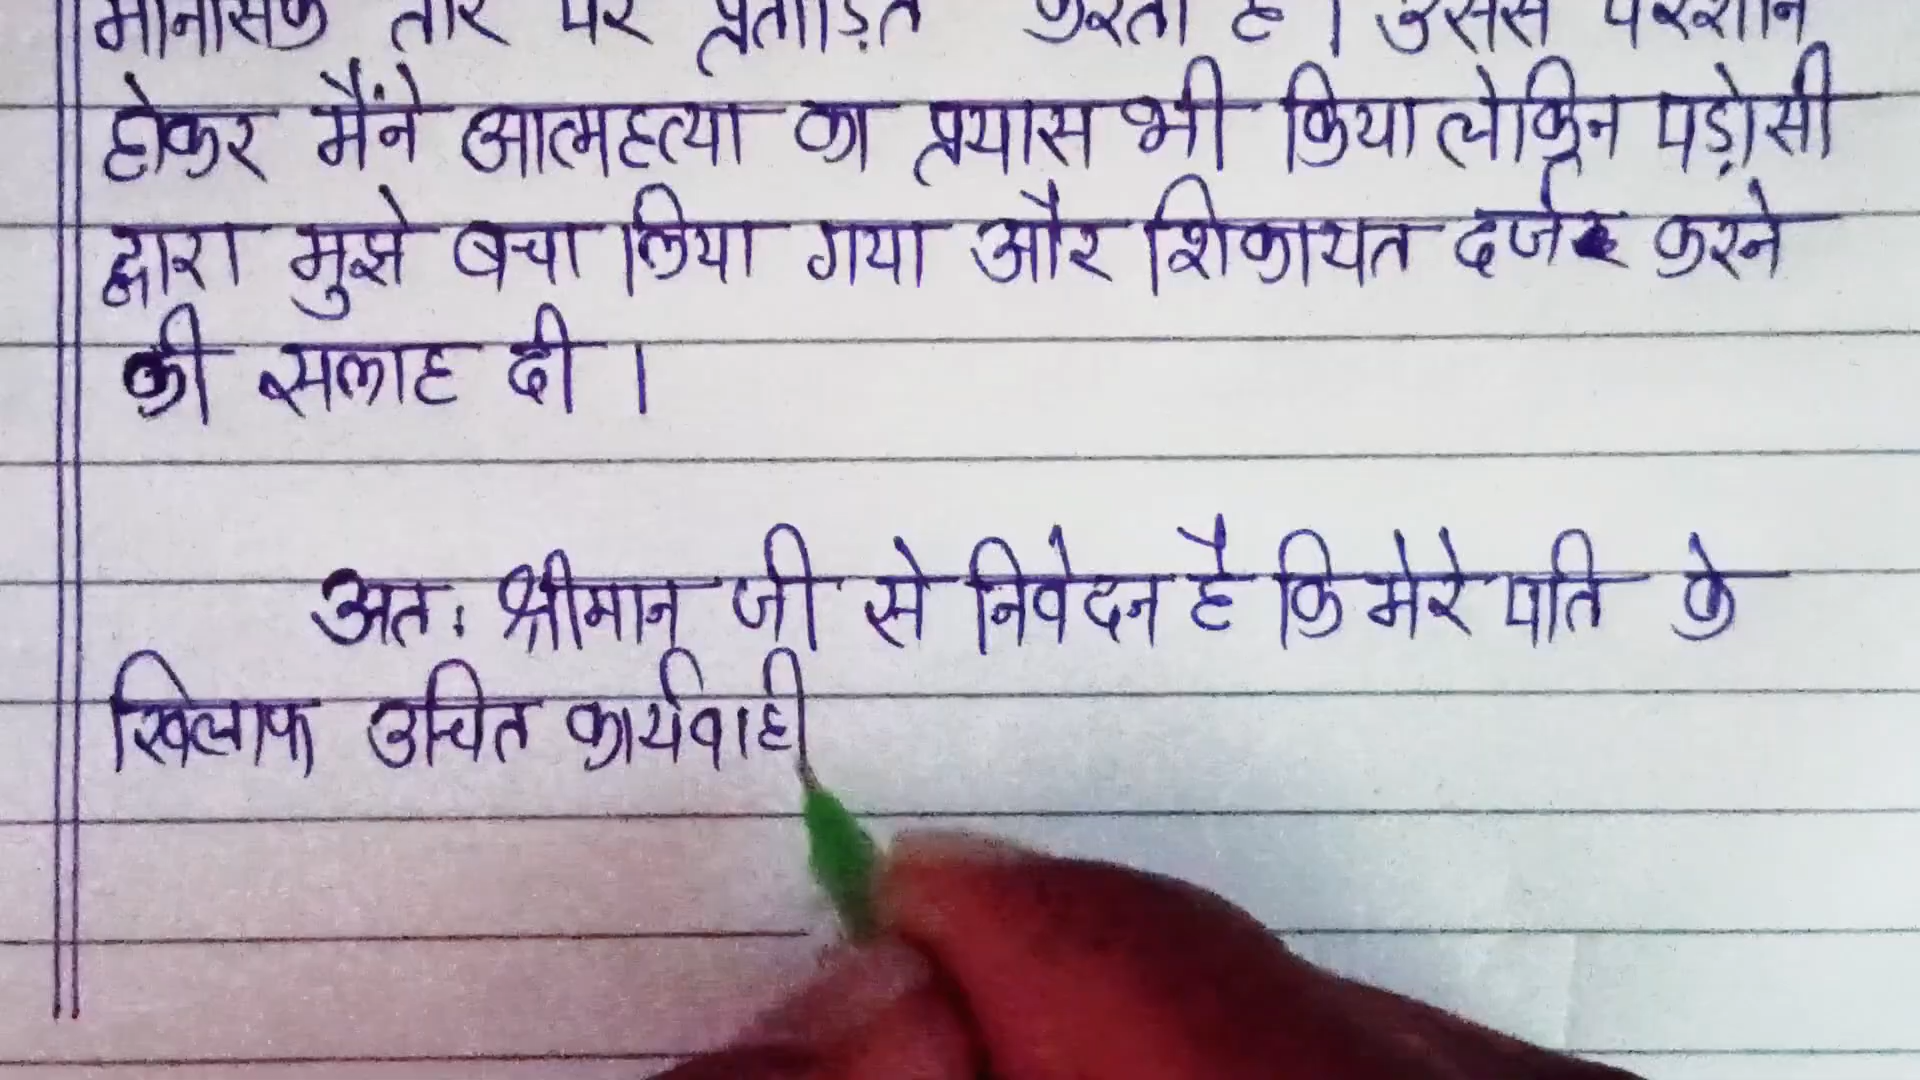 मानसिक तौर पर प्रताड़ित करता है। उससे परेशान
होकर मैंने आत्महत्या का प्रयास भी किया लेकिन पड़ोसी
द्वारा मुझे बचा लिया गया और शिकायत दर्ज करने
की सलाह दी।
अतः श्रीमान् जी से निवेदन है कि मेरे पति के
खिलाफ उचित कार्यवाही